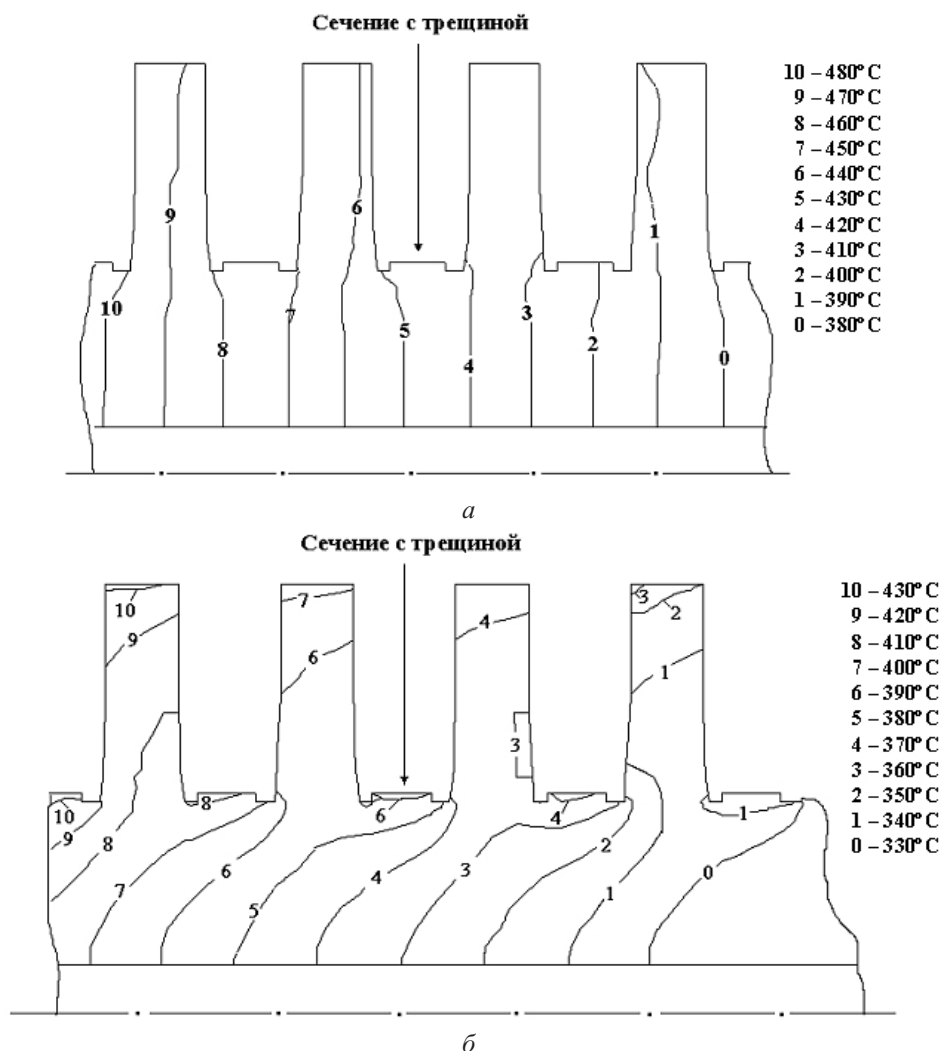 Сечение с трещиной
10 – 480° C
9 – 470° C
8 – 460° C
7 – 450° C
6 – 440° C
5 – 430° C
4 – 420° C
3 – 410° C
2 – 400° C
1 – 390° C
0 – 380° C
9
6
1
10
7
5
3
2
8
4
0
а
Сечение с трещиной
10 – 430° C
9 – 420° C
8 – 410° C
7 – 400° C
6 – 390° C
5 – 380° C
4 – 370° C
3 – 360° C
2 – 350° C
1 – 340° C
0 – 330° C
10
7
4
3
2
9
6
1
3
10
8
6
4
1
9
8
7
6
5
4
3
2
1
0
б